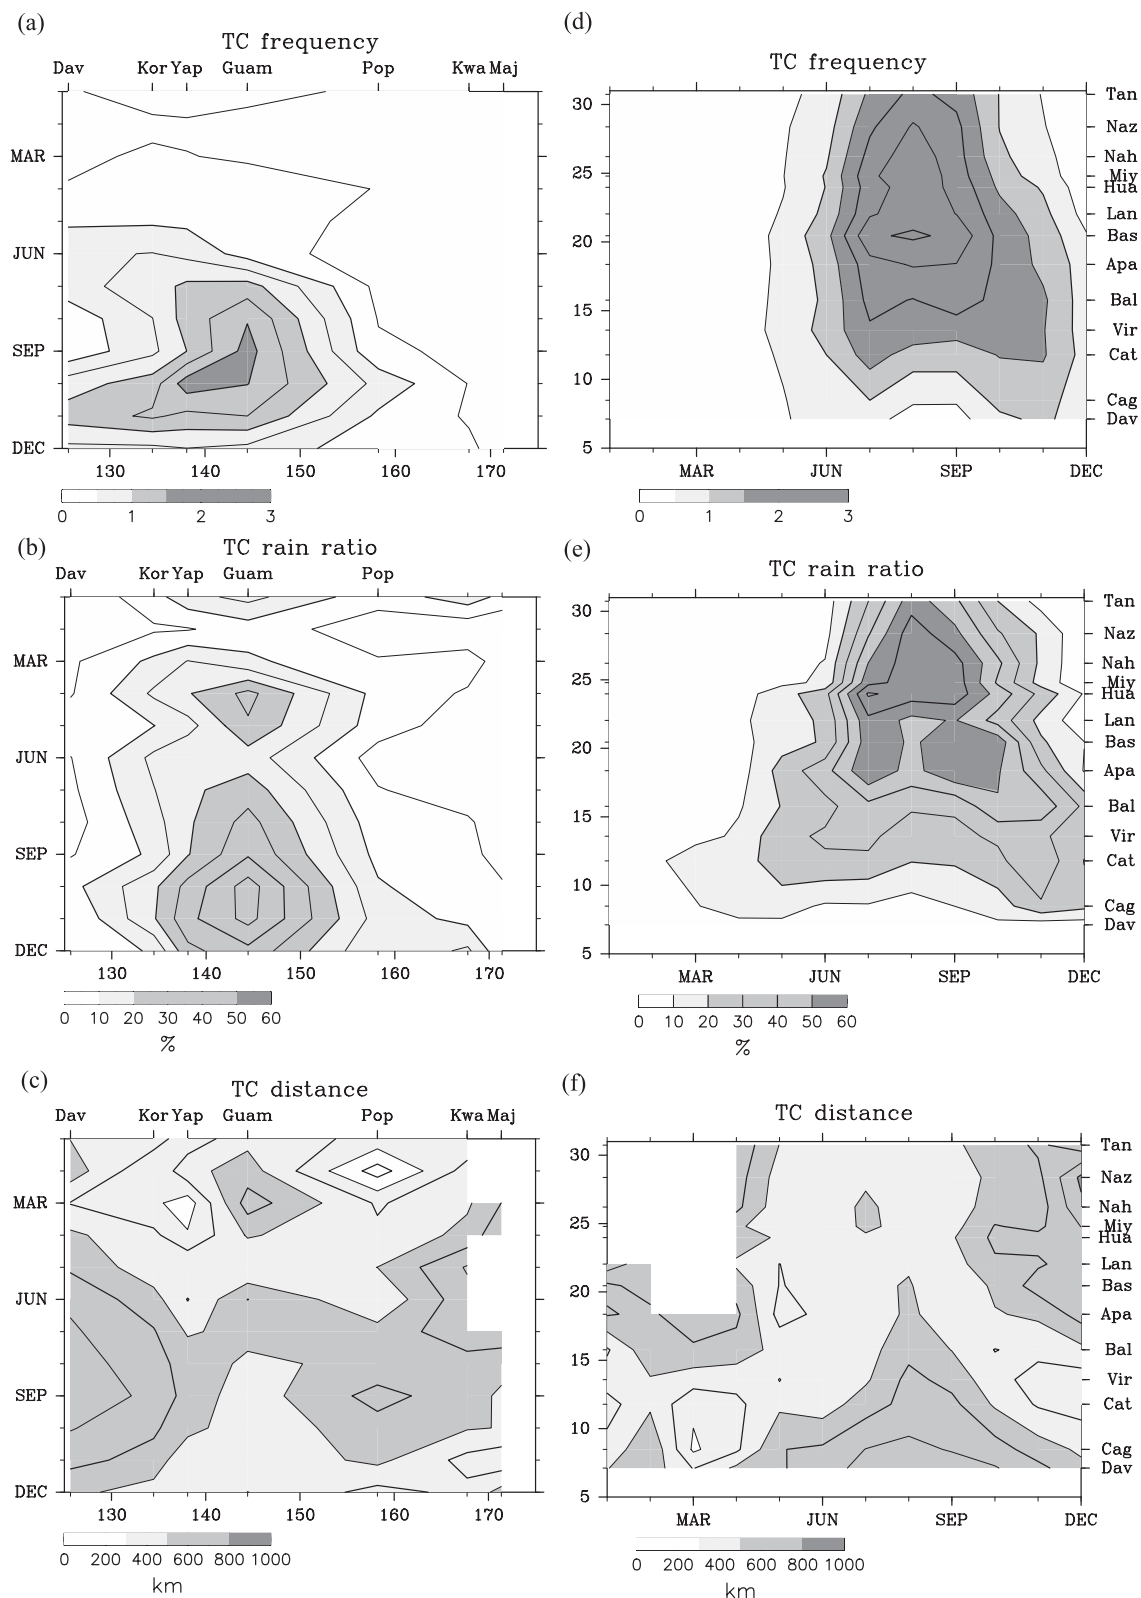 (a)
TC frequency
Dav Kor Yap Guam Pop Kwa Maj
MAR
JUN
SEP
DEC
130 140 150 160 170
0 1 2 3
(b)
TC rain ratio
Dav Kor Yap Guam Pop
MAR
JUN
SEP
DEC
130 140 150 160 170
0 10 20 30 40 50 60
%
(c)
TC distance
Dav Kor Yap Guam Pop Kwa Maj
MAR
JUN
SEP
DEC
130 140 150 160 170
0 200 400 600 800 1000
km
(d)
TC frequency
30 Tan
Naz
Nah
25 Miy
Hua
Lan
20 Bas
Apa
15 Bal
Vir
Cat
10
Cag
Dav
5
MAR JUN SEP DEC
0 1 2 3
(e)
TC rain ratio
30 Tan
Naz
Nah
25 Miy
Hua
Lan
20 Bas
Apa
15 Bal
Vir
Cat
10
Cag
Dav
5
MAR JUN SEP DEC
0 10 20 30 40 50 60
%
(f)
TC distance
30 Tan
Naz
Nah
25 Miy
Hua
Lan
20 Bas
Apa
15 Bal
Vir
Cat
10
Cag
Dav
5
MAR JUN SEP DEC
0 200 400 600 800 1000
km